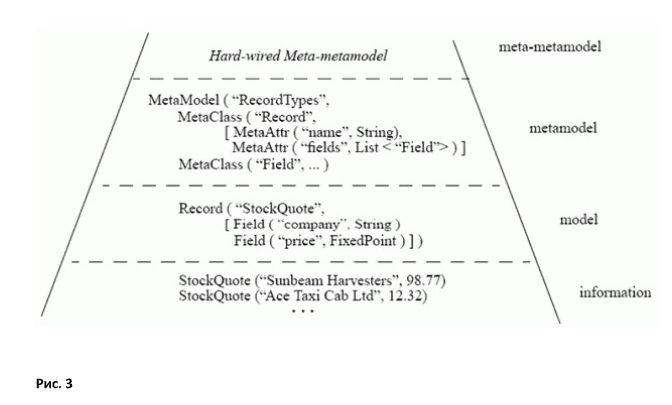 Hard-wired Meta-metamodel
meta-metamodel
MetaModel ( “RecordTypes”,
MetaClass ( “Record”,
[ MetaAttr ( “name”, String),
MetaAttr ( “fields”, List < “Field”> ) ]
MetaClass ( “Field”, ... )
metamodel
Record ( “StockQuote”,
[ Field ( “company”, String )
Field ( “price”, FixedPoint ) ] )
model
StockQuote (“Sunbeam Harvesters”, 98.77)
StockQuote (“Ace Taxi Cab Ltd”, 12.32)
• • •
information
Рис. 3